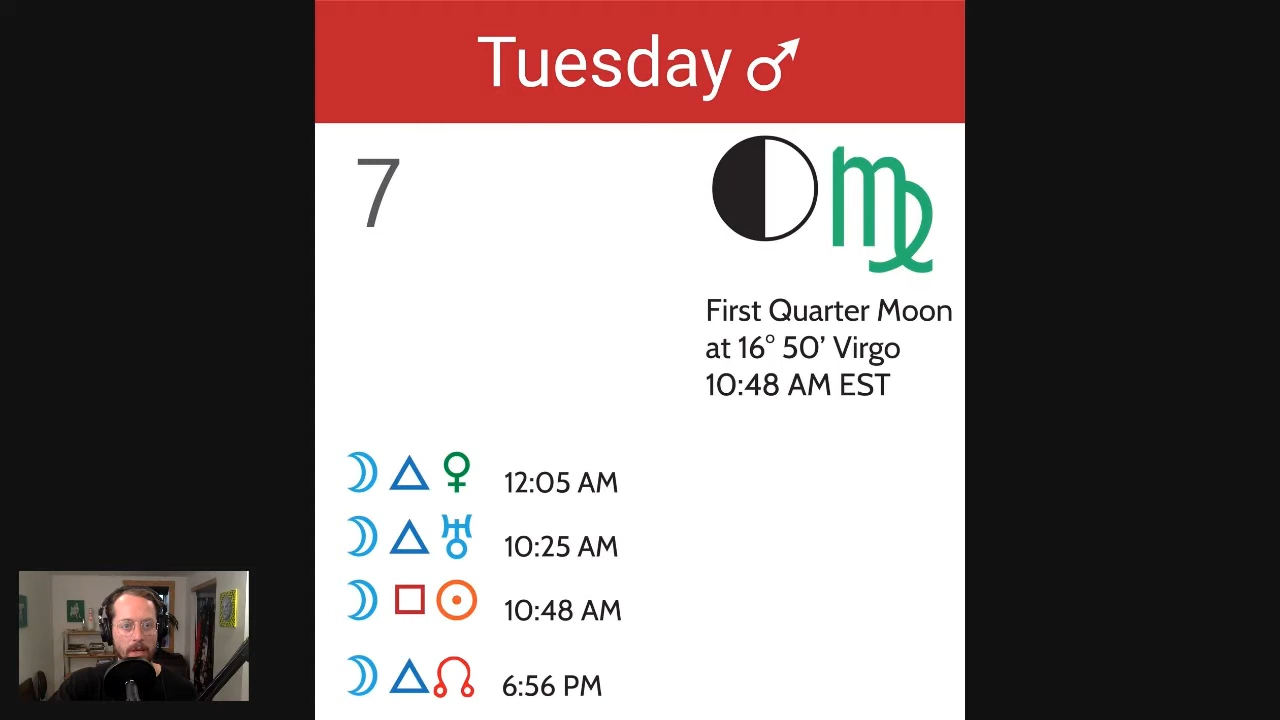 Tuesday ♂
7
First Quarter Moon
at 16° 50’ Virgo
10:48 AM EST
☽ △ ♀ 12:05 AM
☽ △ ♅ 10:25 AM
☽ □ ☉ 10:48 AM
☽ △ ☊ 6:56 PM